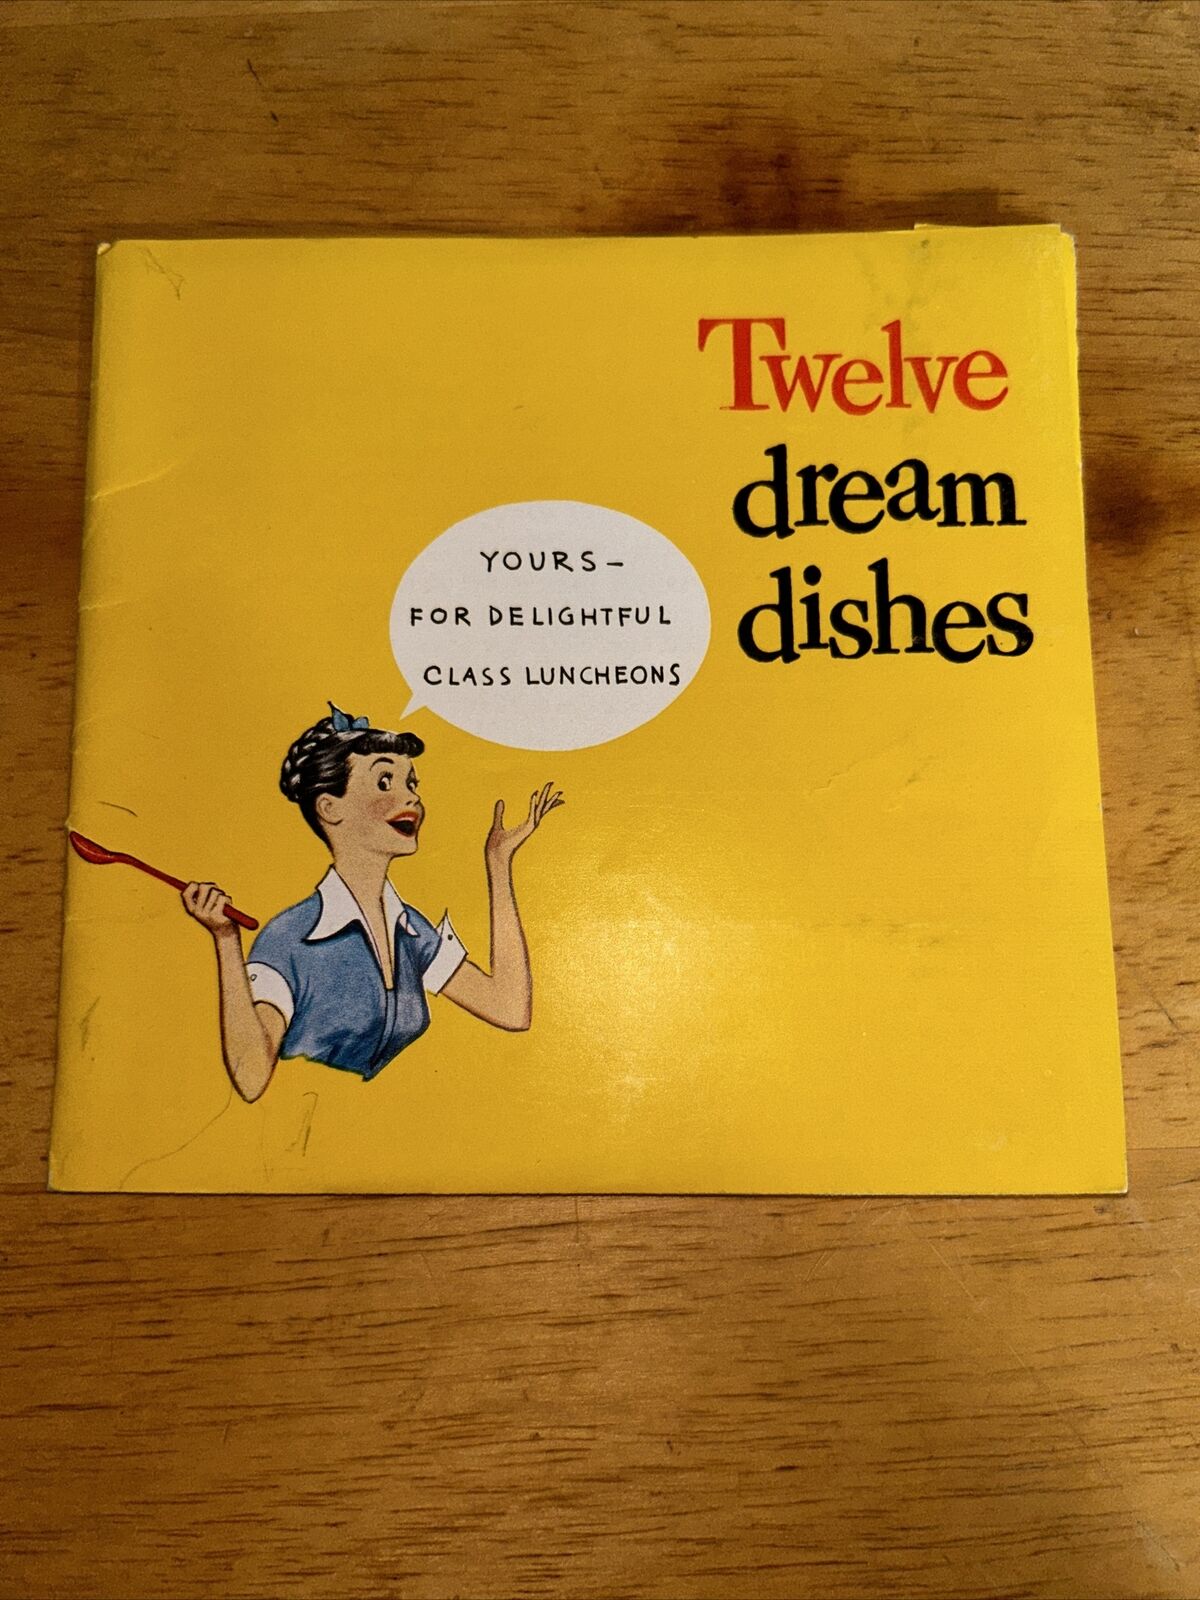 Twelve
dream
dishes
YOURS –
FOR DELIGHTFUL
CLASS LUNCHEONS